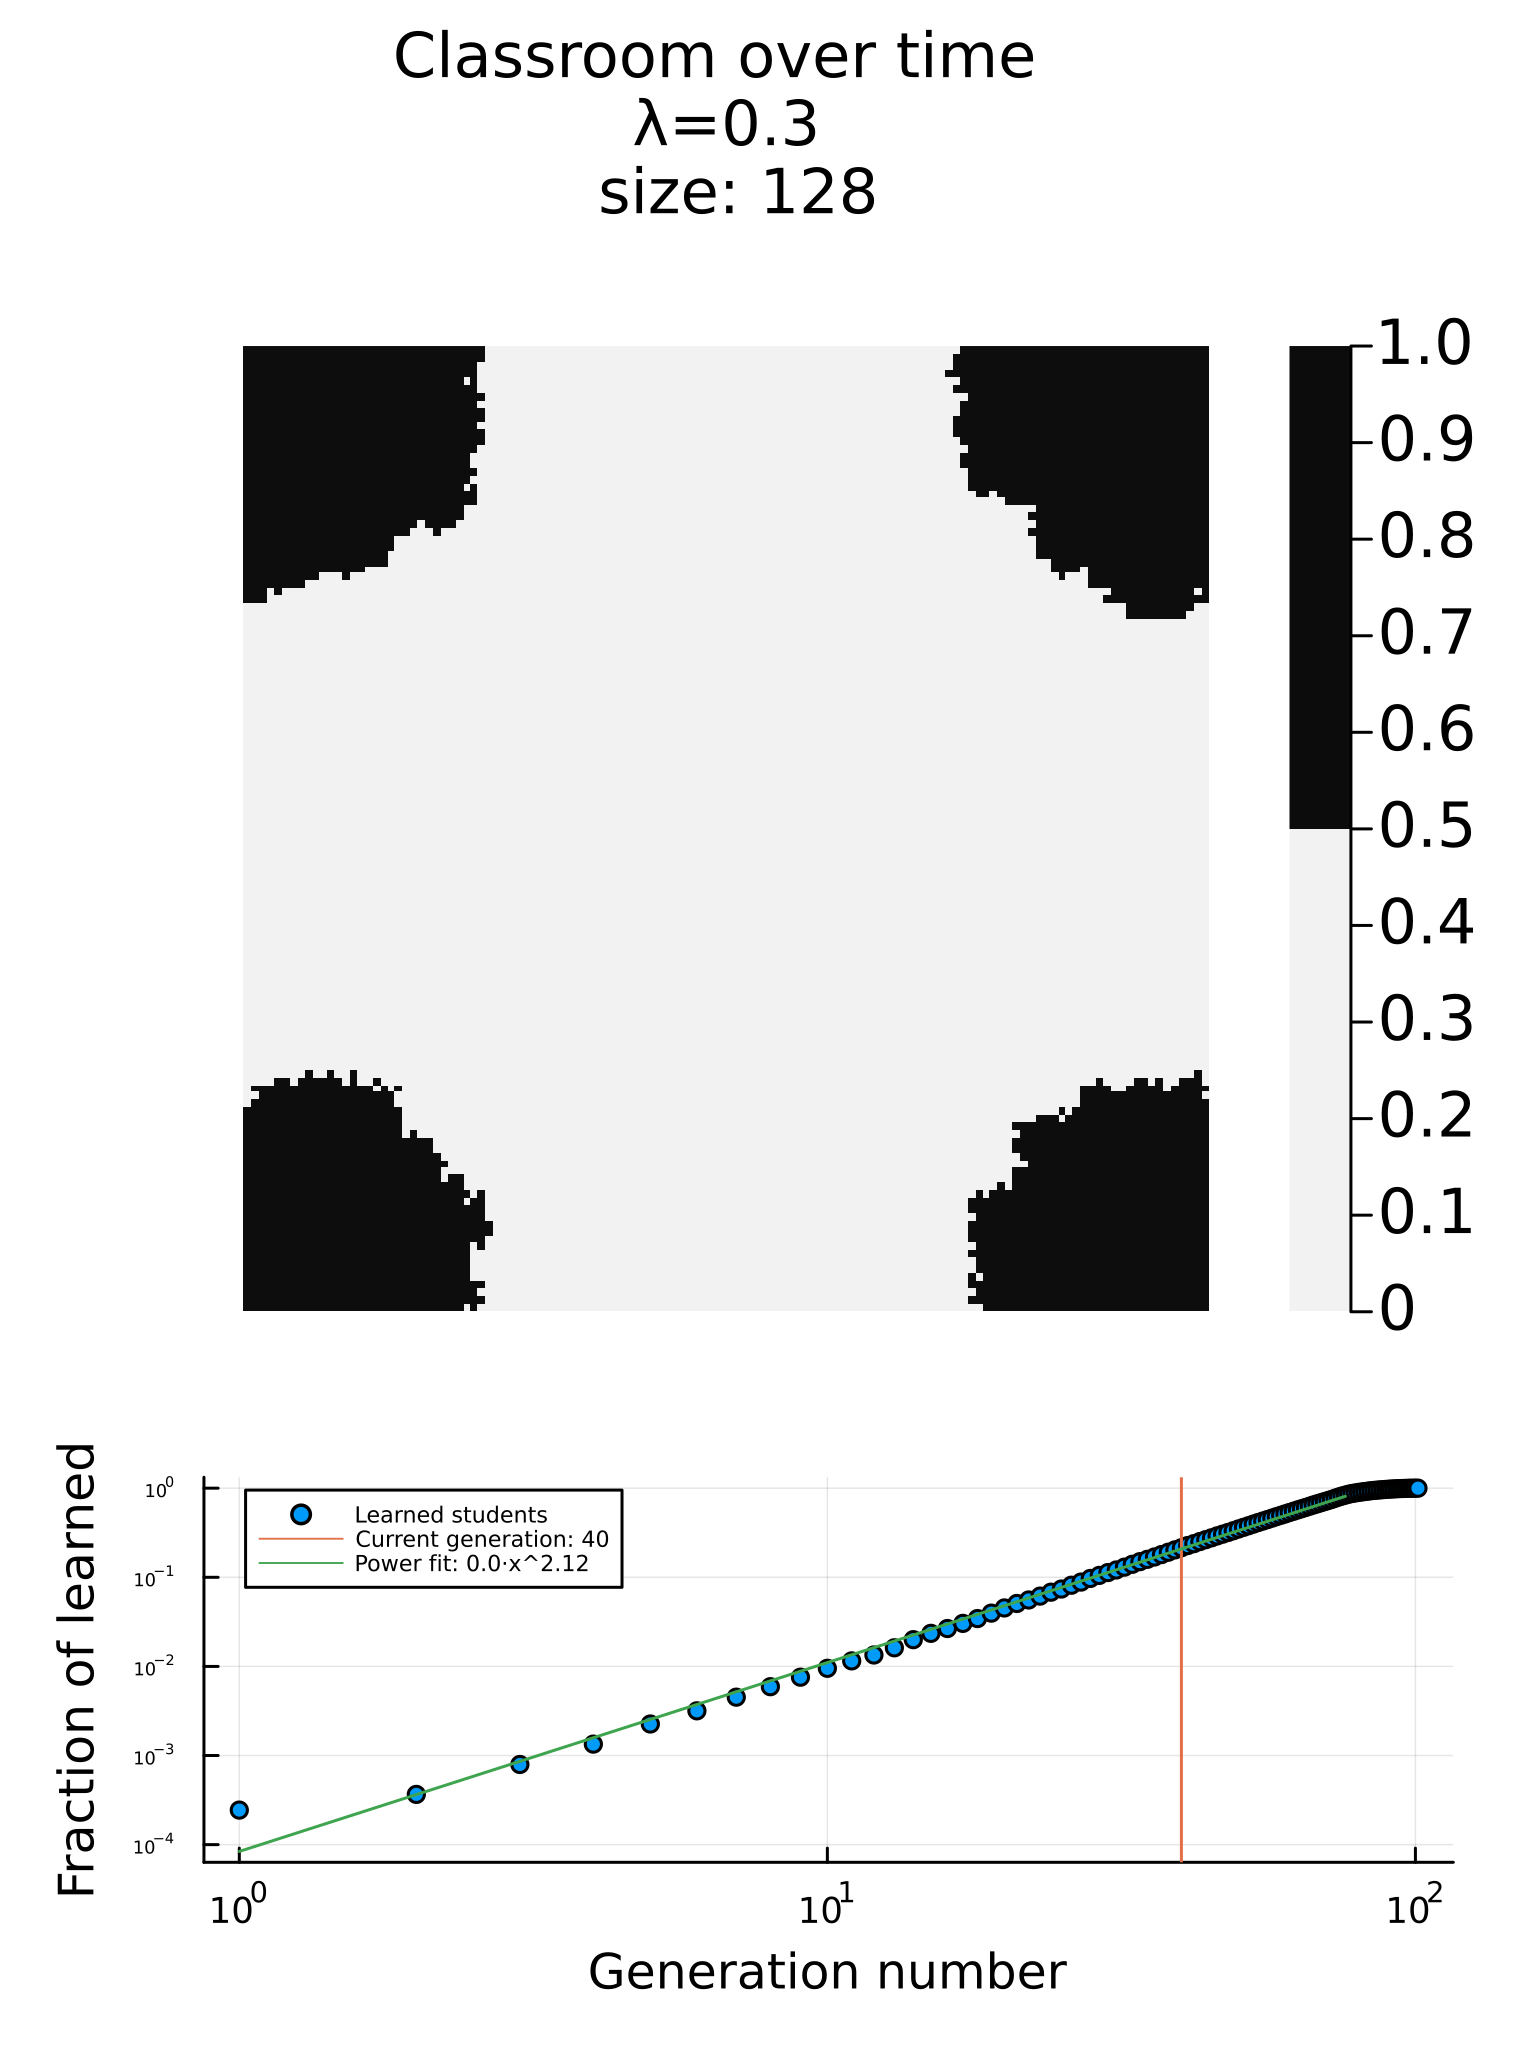 Classroom over time
λ=0.3
size: 128
1.0
0.9
0.8
0.7
0.6
0.5
0.4
0.3
0.2
0.1
0
Fraction of learned
10^0
10^-1
10^-2
10^-3
10^-4
Learned students
Current generation: 40
Power fit: 0.0·x^2.12
10^0 10^1 10^2
Generation number